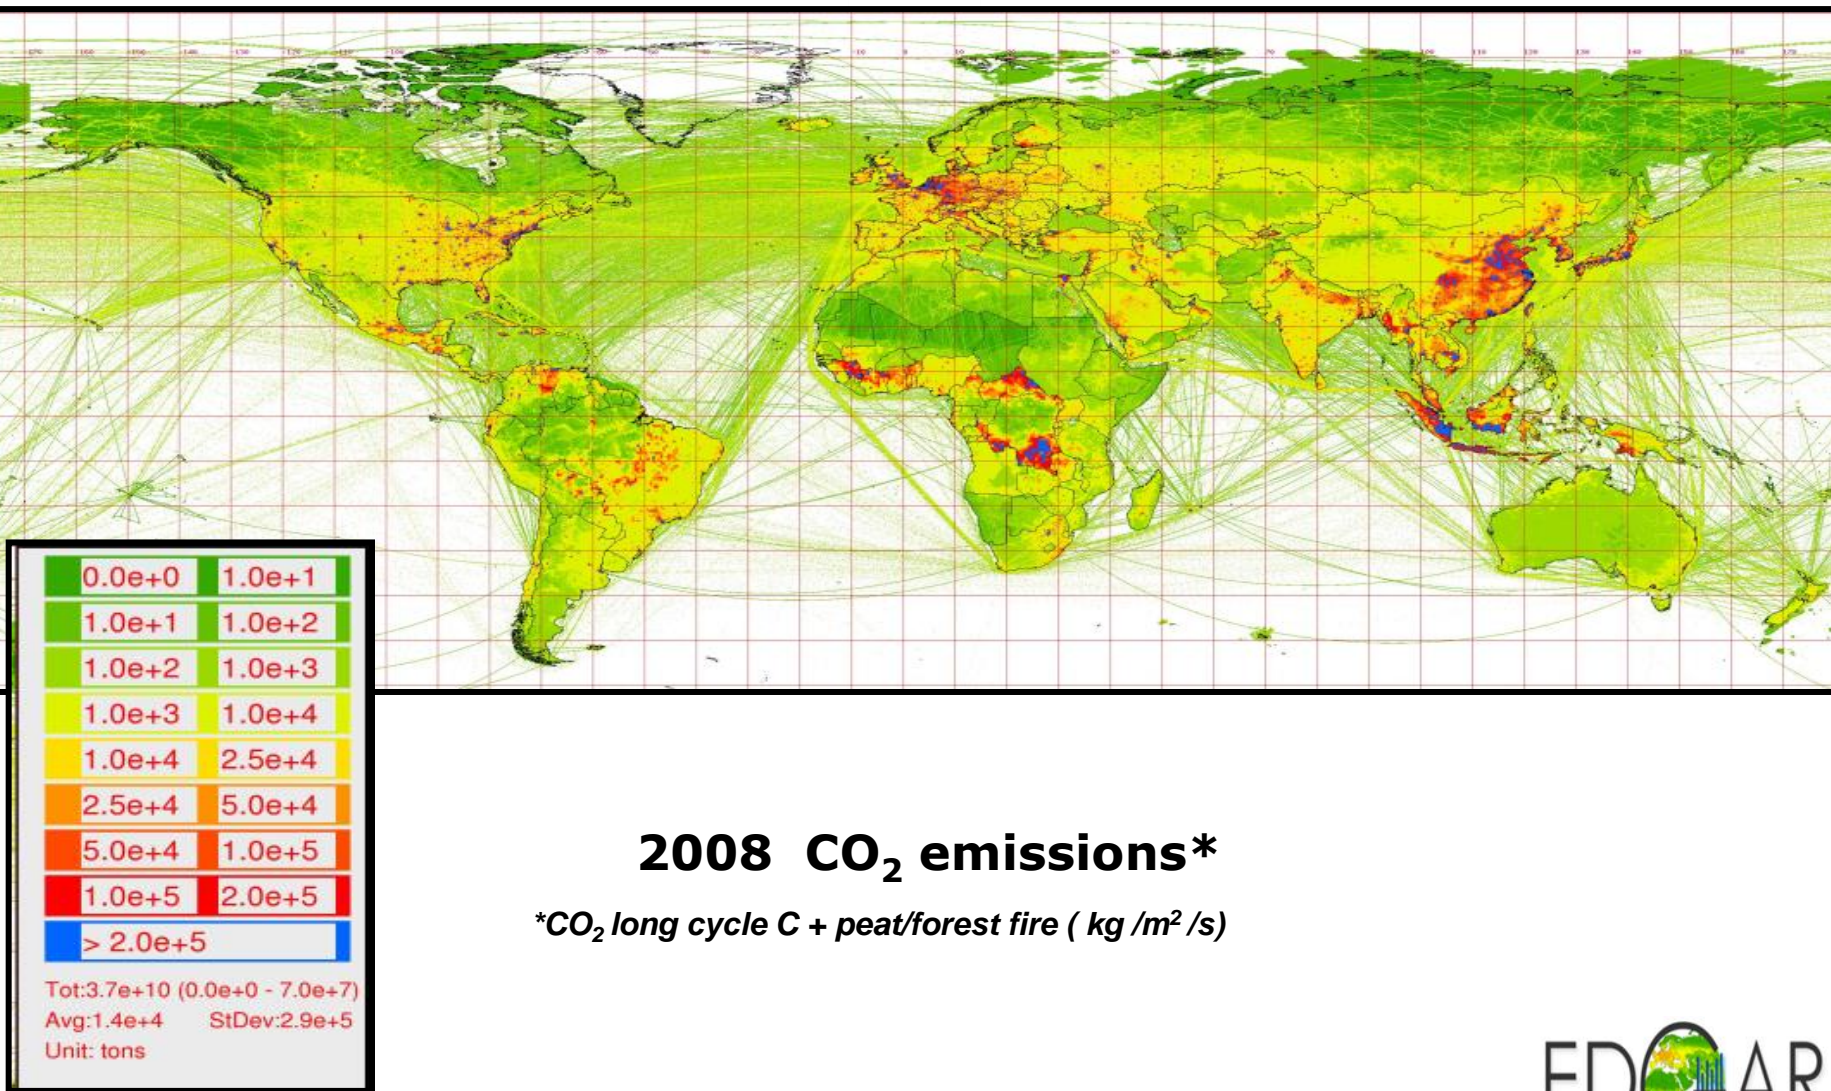 0.0e+0 1.0e+1
1.0e+1 1.0e+2
1.0e+2 1.0e+3
1.0e+3 1.0e+4
1.0e+4 2.5e+4
2.5e+4 5.0e+4
5.0e+4 1.0e+5
1.0e+5 2.0e+5
> 2.0e+5
Tot:3.7e+10 (0.0e+0 - 7.0e+7)
Avg:1.4e+4 StDev:2.9e+5
Unit: tons
2008 CO₂ emissions*
*CO₂ long cycle C + peat/forest fire ( kg /m² /s)
EDGAR